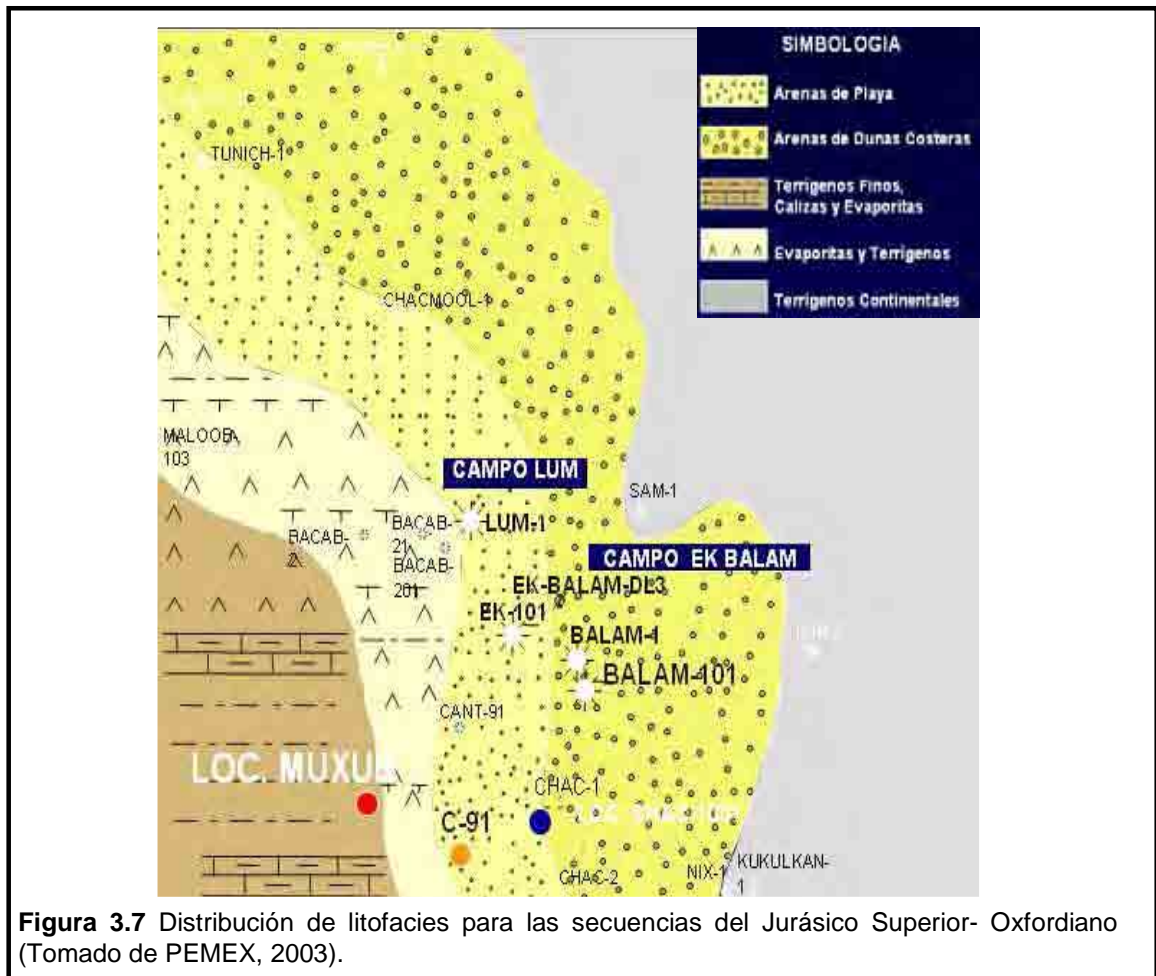 SIMBOLOGIA
Arenas de Playa
Arenas de Dunas Costeras
Terrígenos Finos,
Calizas y Evaporitas
Evaporitas y Terrígenos
Terrígenos Continentales
TUNICH-1
CHACMOOL-1
MALOOB-
103
CAMPO LUM
SAM-1
LUM-1
BACAB-
2
BACAB-
21
BACAB-
201
CAMPO EK BALAM
EK-BALAM-DL3
EK-101
BALAM-1
BALAM-101
CANT-91
LOC. MUXUL
CHAC-1
C-91
CHAC-2
NIX-1
KUKULKAN-
1
Figura 3.7 Distribución de litofacies para las secuencias del Jurásico Superior- Oxfordiano
(Tomado de PEMEX, 2003).